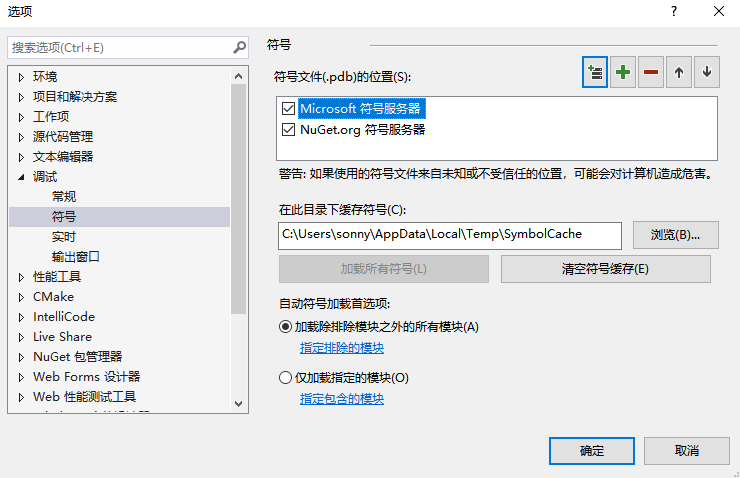 选项
?
搜索选项(Ctrl+E)
环境
项目和解决方案
工作项
源代码管理
文本编辑器
调试
常规
符号
实时
输出窗口
性能工具
CMake
IntelliCode
Live Share
NuGet 包管理器
Web Forms 设计器
Web 性能测试工具
符号
符号文件(.pdb)的位置(S):
Microsoft 符号服务器
NuGet.org 符号服务器
警告: 如果使用的符号文件来自未知或不受信任的位置，可能会对计算机造成危害。
在此目录下缓存符号(C):
C:\Users\sonny\AppData\Local\Temp\SymbolCache
浏览(B)...
加载所有符号(L)
清空符号缓存(E)
自动符号加载首选项:
加载除排除模块之外的所有模块(A)
指定排除的模块
仅加载指定的模块(O)
指定包含的模块
确定
取消